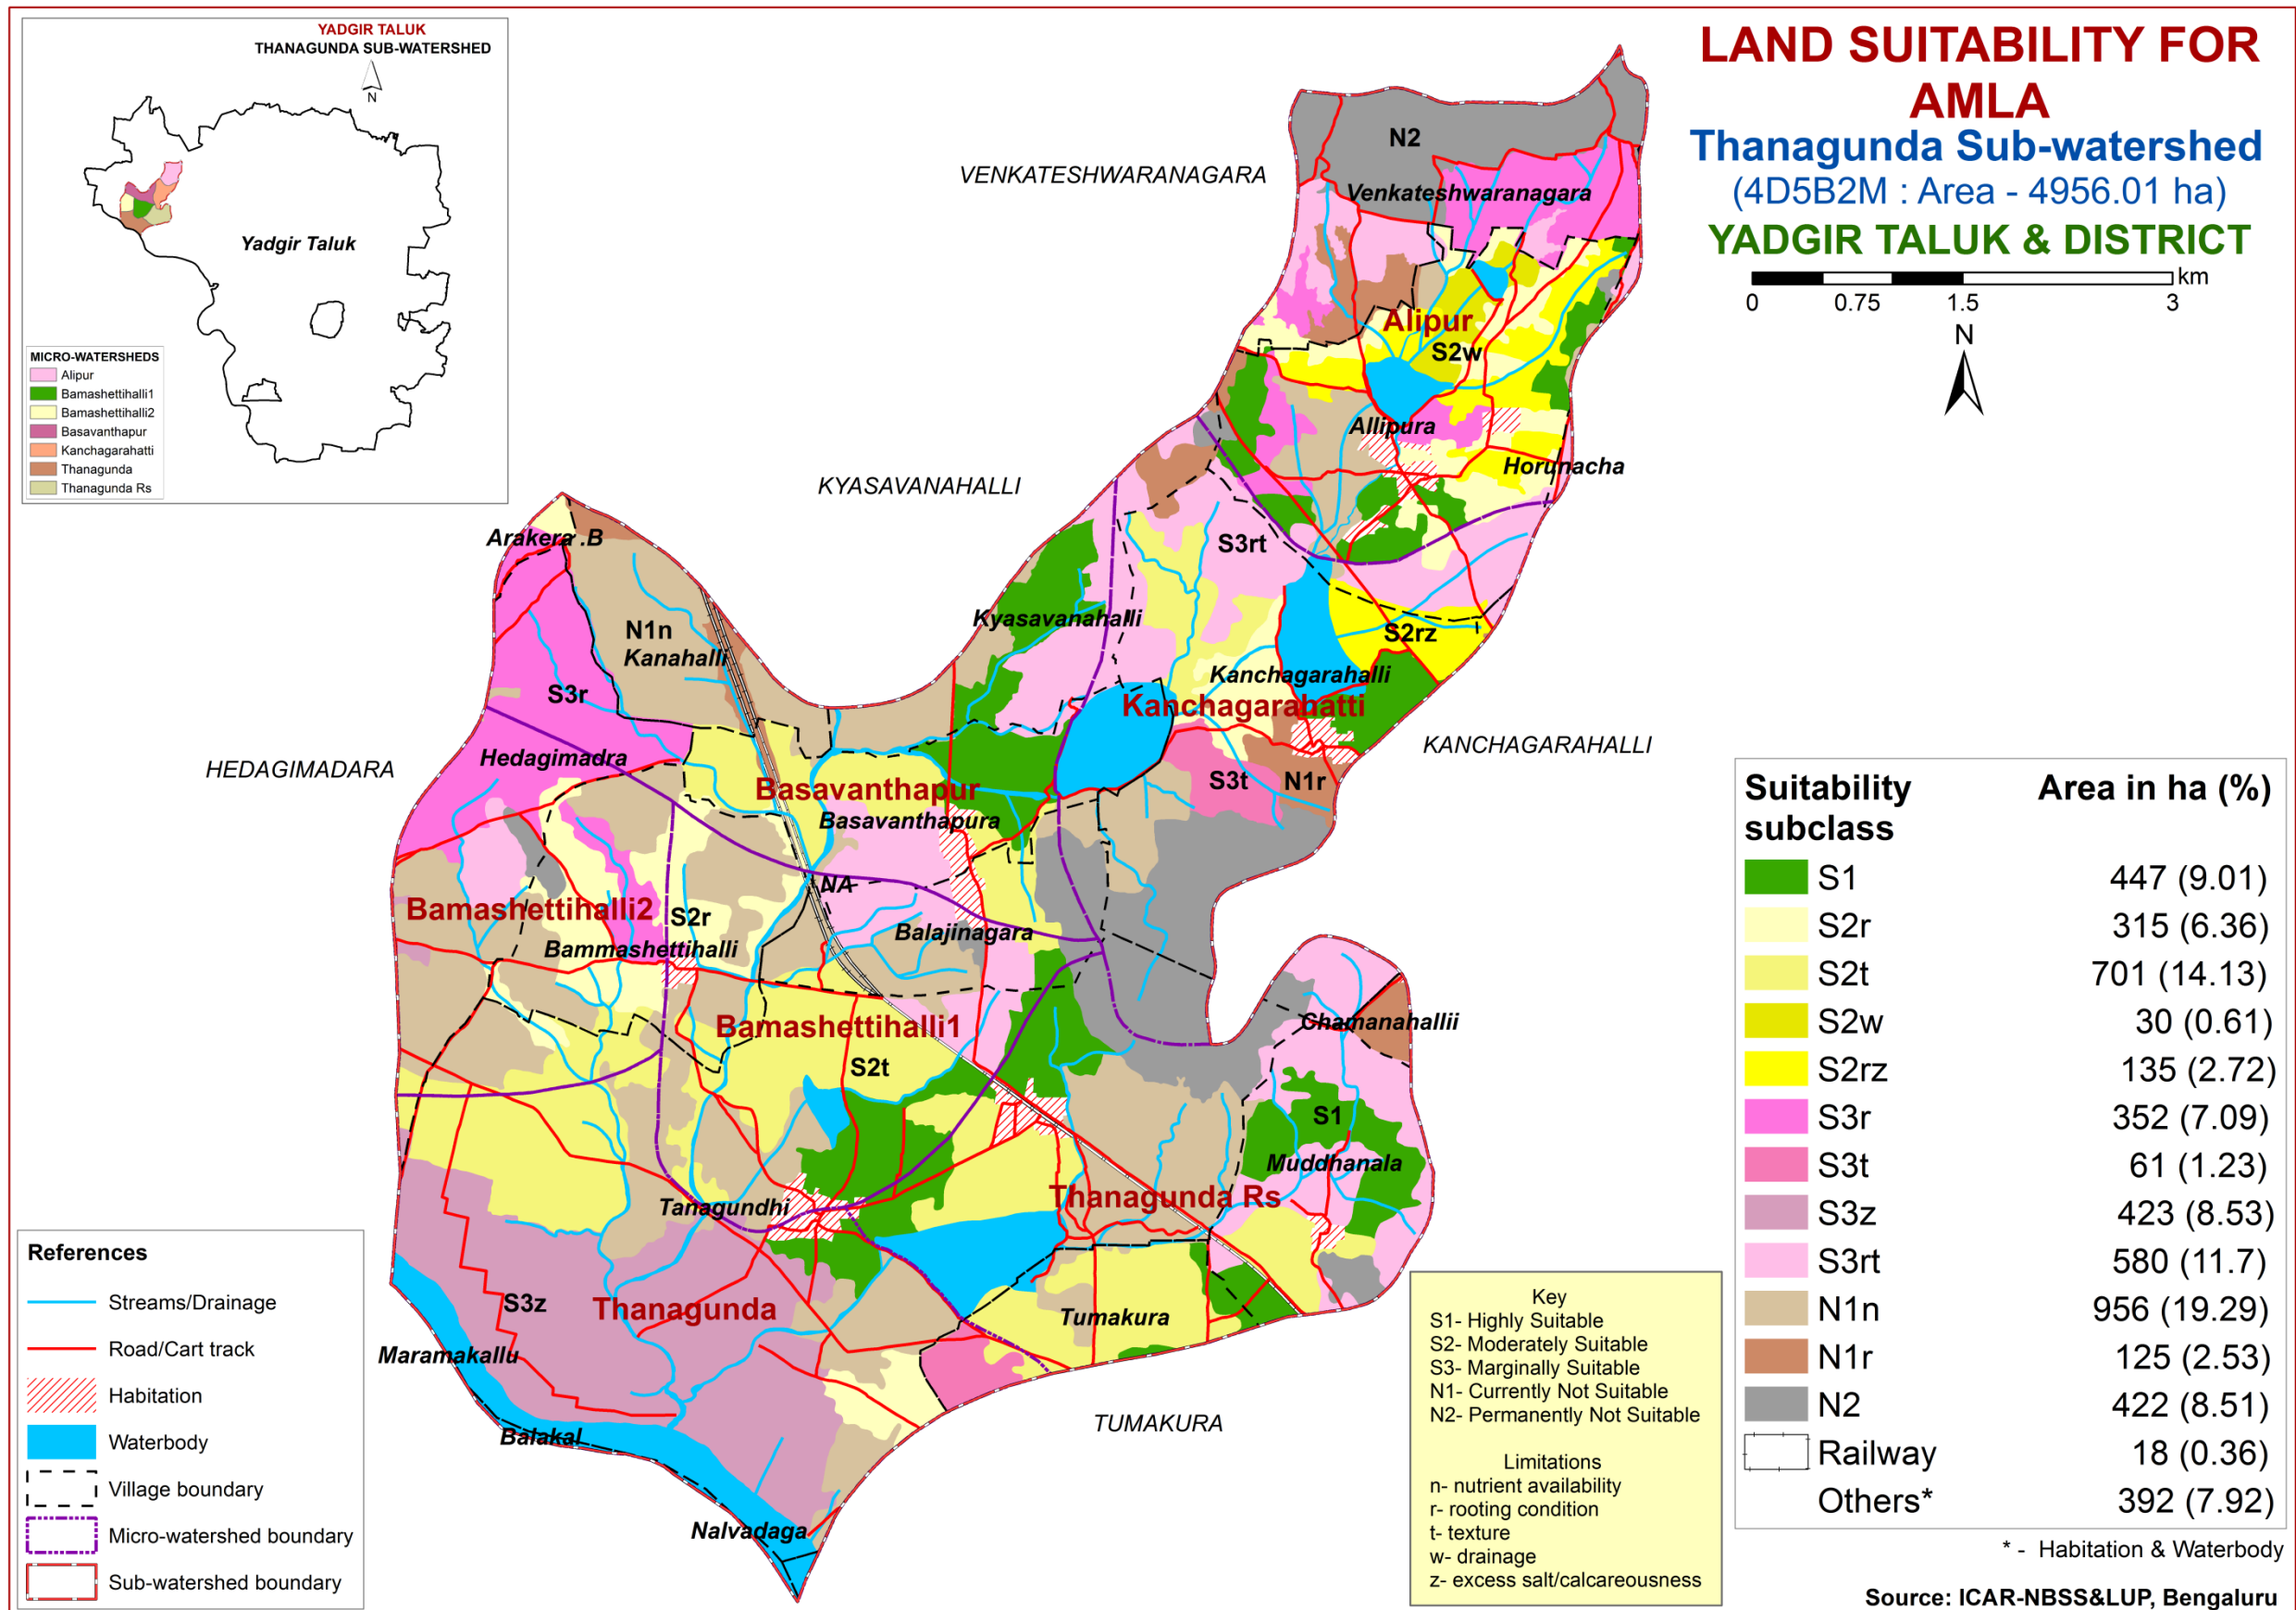 YADGIR TALUK
THANAGUNDA SUB-WATERSHED
N
Yadgir Taluk
MICRO-WATERSHEDS
Alipur
Bamashettihalli1
Bamashettihalli2
Basavanthapur
Kanchagarahatti
Thanagunda
Thanagunda Rs
LAND SUITABILITY FOR
AMLA
Thanagunda Sub-watershed
(4D5B2M : Area - 4956.01 ha)
YADGIR TALUK & DISTRICT
km
0 0.75 1.5 3
N
N2
VENKATESHWARANAGARA
Venkateshwaranagara
Alipur
S2w
Allipura
Horunacha
KYASAVANAHALLI
Arakera .B
S3rt
Kyasavanahalli
N1n
Kanahalli
S2rz
Kanchagarahalli
S3r
Kanchagarabatti
KANCHAGARAHALLI
HEDAGIMADARA
Hedagimadra
Basavanthapur
S3t
N1r
Basavanthapura
NA
Bamashettihalli2
S2r
Balajinagara
Bammashettihalli
Bamashettihalli1
Chamanahallii
S2t
S1
Muddhanala
Thanagunda Rs
Tanagundhi
S3z
Thanagunda
Tumakura
Maramakallu
TUMAKURA
Balakal
Nalvadaga
References
Streams/Drainage
Road/Cart track
Habitation
Waterbody
Village boundary
Micro-watershed boundary
Sub-watershed boundary
Key
S1- Highly Suitable
S2- Moderately Suitable
S3- Marginally Suitable
N1- Currently Not Suitable
N2- Permanently Not Suitable
Limitations
n- nutrient availability
r- rooting condition
t- texture
w- drainage
z- excess salt/calcareousness
Suitability subclass Area in ha (%)
S1 447 (9.01)
S2r 315 (6.36)
S2t 701 (14.13)
S2w 30 (0.61)
S2rz 135 (2.72)
S3r 352 (7.09)
S3t 61 (1.23)
S3z 423 (8.53)
S3rt 580 (11.7)
N1n 956 (19.29)
N1r 125 (2.53)
N2 422 (8.51)
Railway 18 (0.36)
Others* 392 (7.92)
* - Habitation & Waterbody
Source: ICAR-NBSS&LUP, Bengaluru